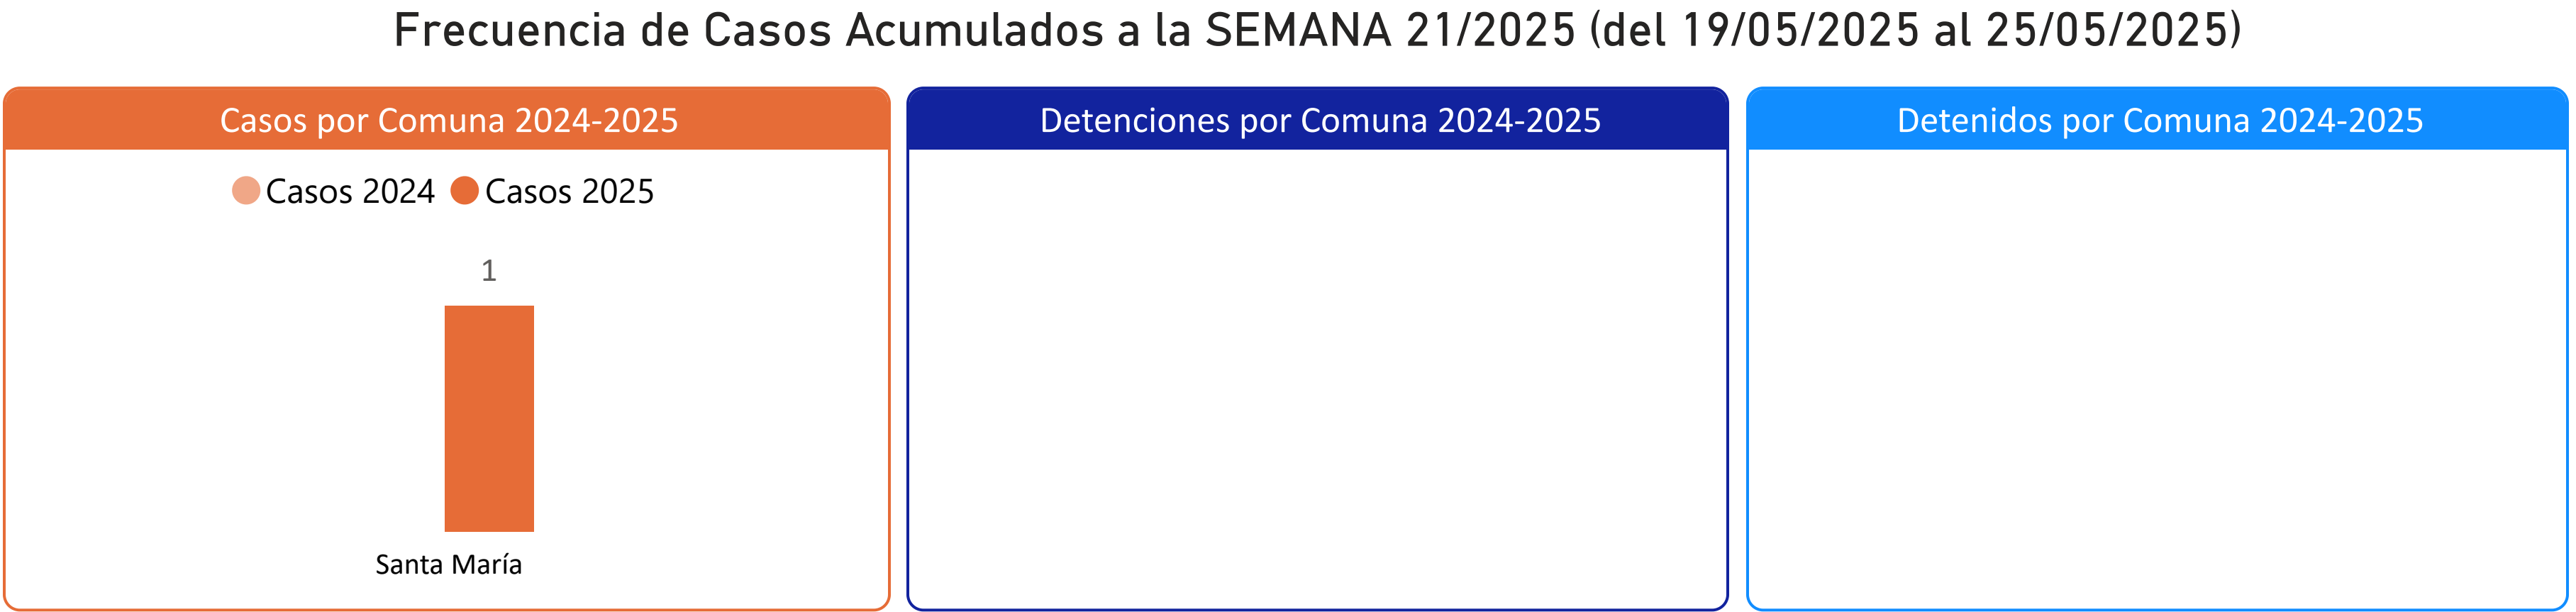 Frecuencia de Casos Acumulados a la SEMANA 21/2025 (del 19/05/2025 al 25/05/2025)
Casos por Comuna 2024-2025
Casos 2024 Casos 2025
1
Santa María
Detenciones por Comuna 2024-2025
Detenidos por Comuna 2024-2025